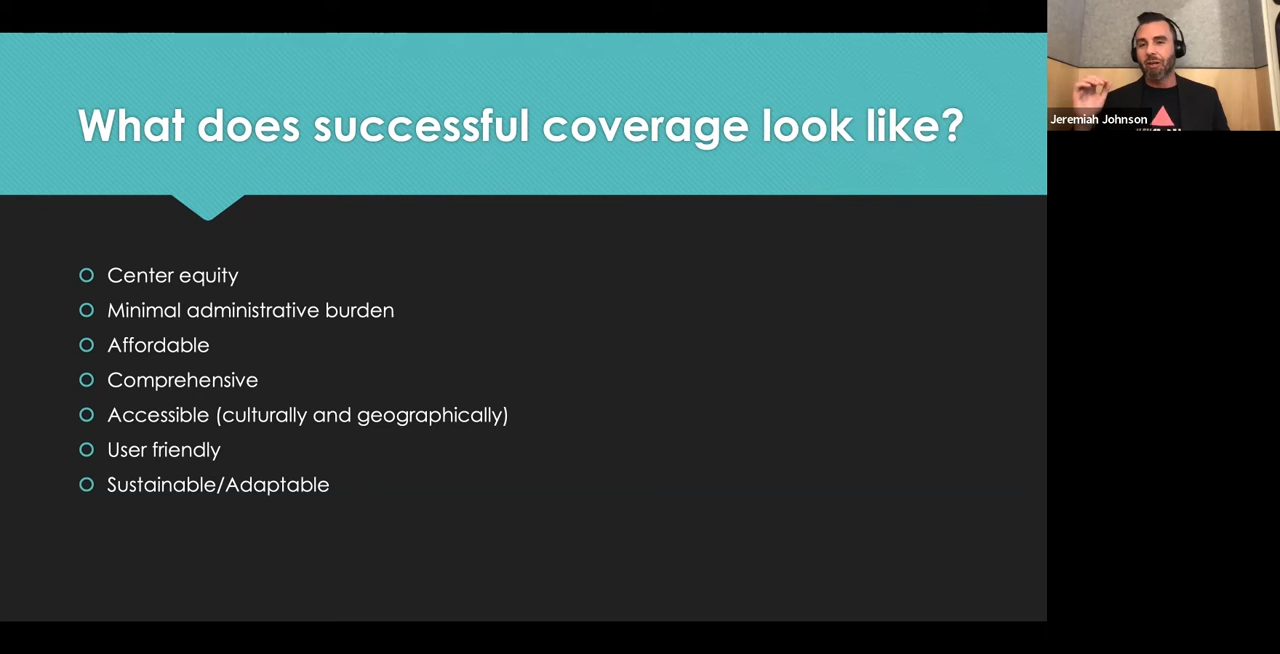 What does successful coverage look like?
Center equity
Minimal administrative burden
Affordable
Comprehensive
Accessible (culturally and geographically)
User friendly
Sustainable/Adaptable
Jeremiah Johnson